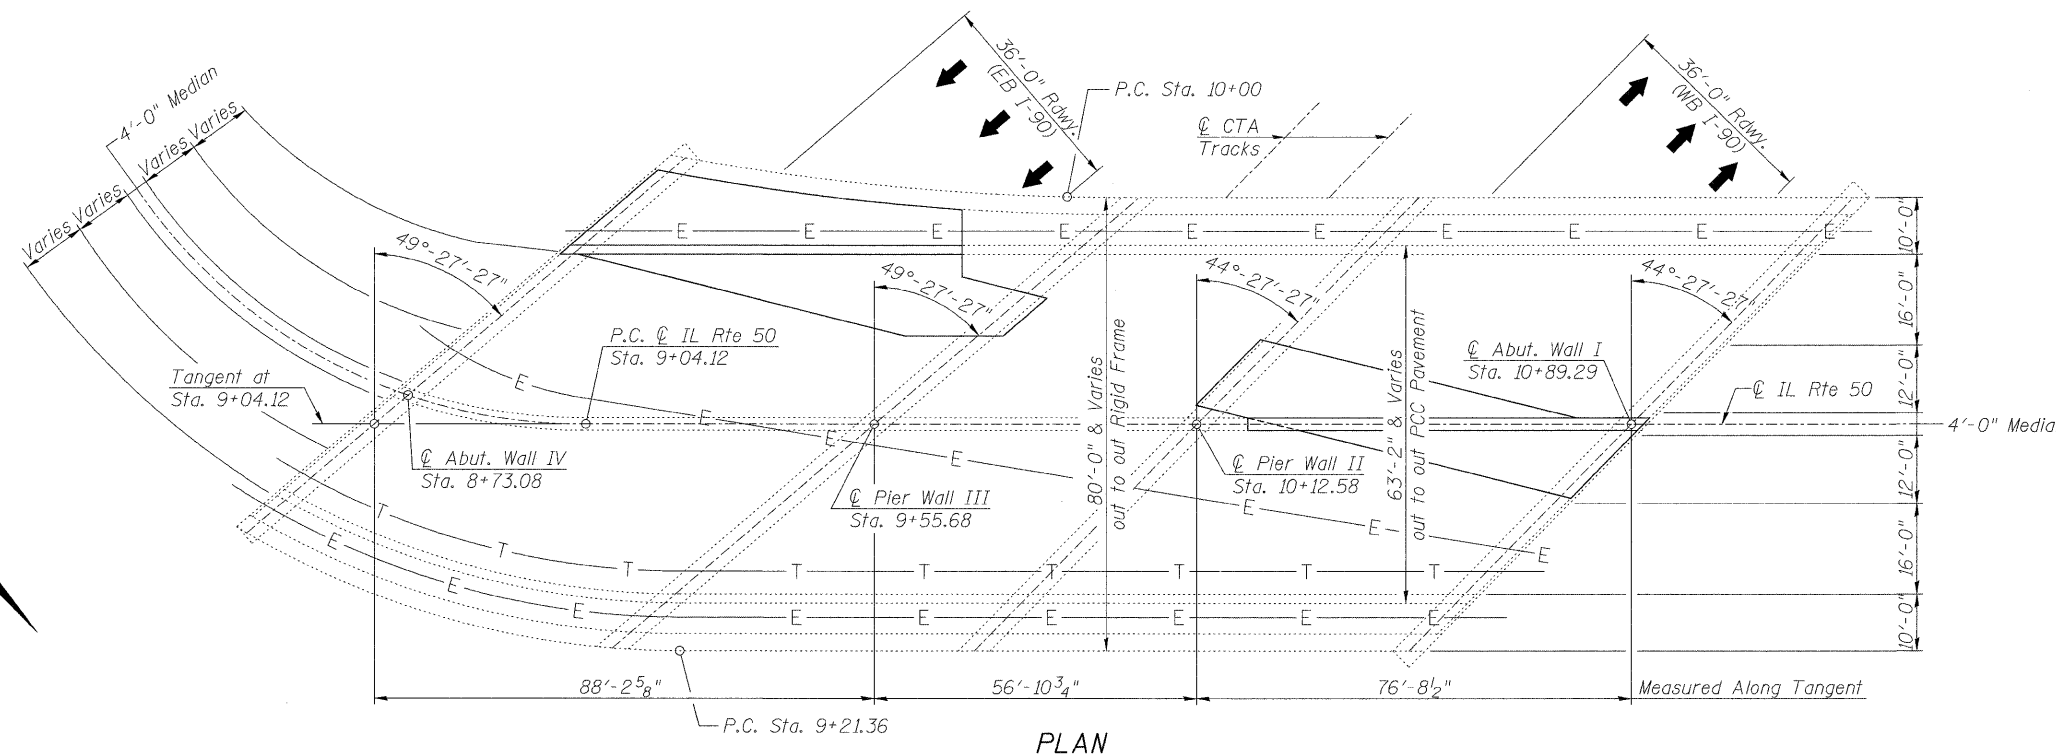 4'-0" Median
Varies
Varies
Varies
Varies
36'-0" Rdwy.
(EB I-90)
P.C. Sta. 10+00
℄ CTA
Tracks
36'-0" Rdwy.
(WB I-90)
E E E E E E E E E E
10'-0"
49°-27'-27"
49°-27'-27"
44°-27'-27"
44°-27'-27"
16'-0"
P.C. ℄ IL Rte 50
Sta. 9+04.12
℄ Abut. Wall I
Sta. 10+89.29
12'-0"
Tangent at
Sta. 9+04.12
℄ IL Rte 50
4'-0" Media
80'-0" & Varies
out to out Rigid Frame
63'-2" & Varies
out to out PCC Pavement
E E E E E E E
℄ Abut. Wall IV
Sta. 8+73.08
℄ Pier Wall III
Sta. 9+55.68
℄ Pier Wall II
Sta. 10+12.58
12'-0"
T T T T T T T T T
16'-0"
E E E E E E E E E
10'-0"
88'-2 5/8"
56'-10 3/4"
76'-8 1/2"
Measured Along Tangent
P.C. Sta. 9+21.36
PLAN